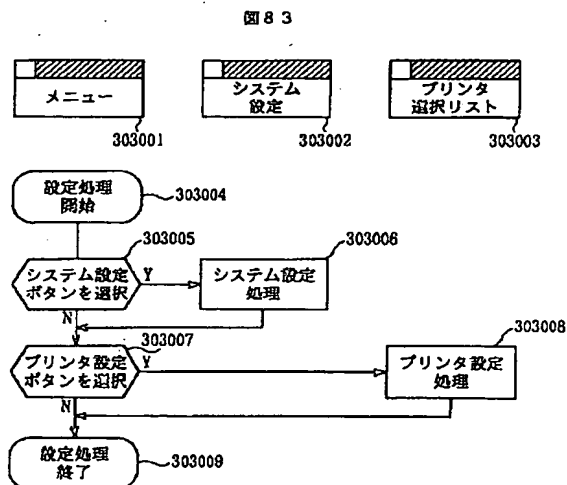 図８３
メニュー
303001
システム
設定
303002
プリンタ
選択リスト
303003
設定処理
開始
303004
303005
システム設定
ボタンを選択
Y
N
303006
システム設定
処理
303007
プリンタ設定
ボタンを選択
Y
N
303008
プリンタ設定
処理
設定処理
終了
303009